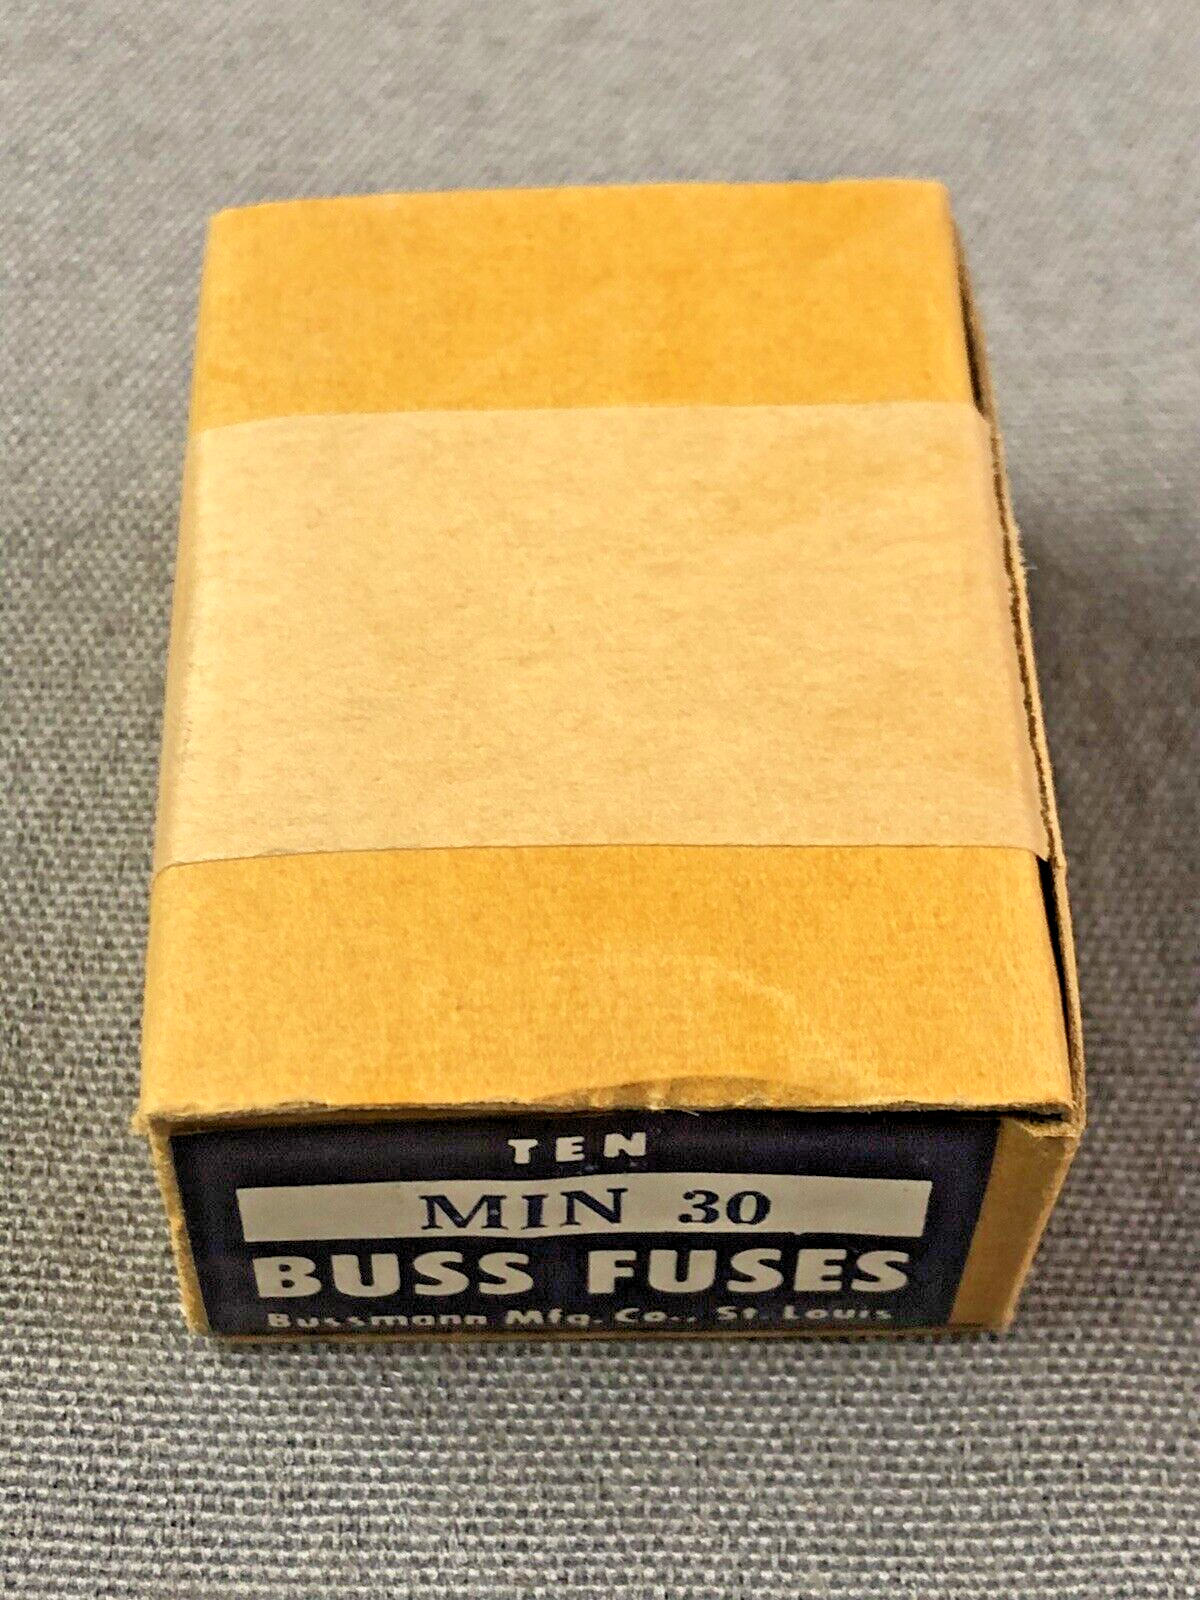 TEN
MIN 30
BUSS FUSES
Bussmann Mfg. Co., St. Louis